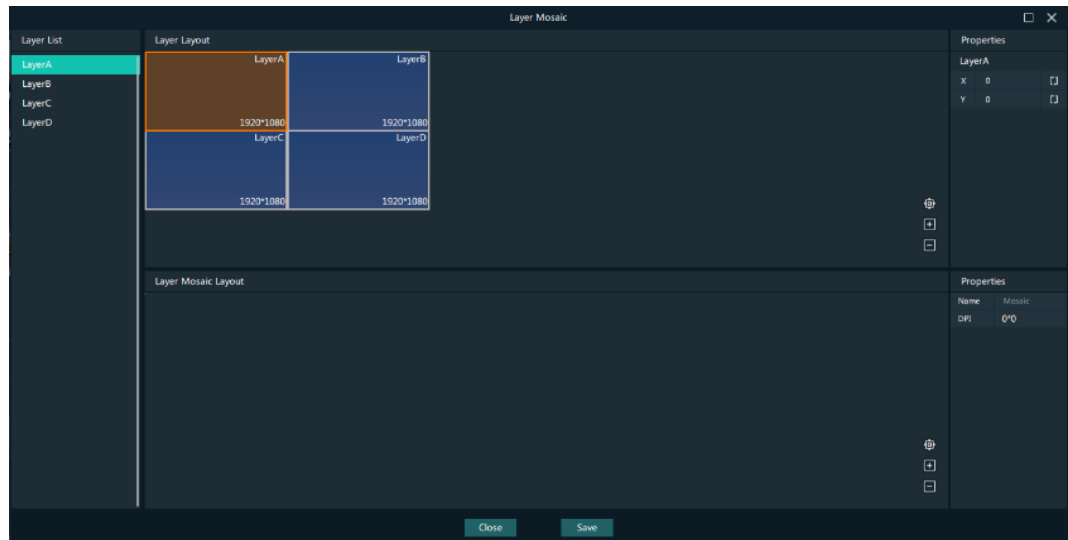 Layer Mosaic
Layer List
Layer Layout
Properties
LayerA
LayerB
LayerC
LayerD
LayerA
1920*1080
LayerB
1920*1080
LayerC
1920*1080
LayerD
1920*1080
LayerA
X 0
Y 0
Layer Mosaic Layout
Properties
Name Mosaic
DPI 0*0
Close Save